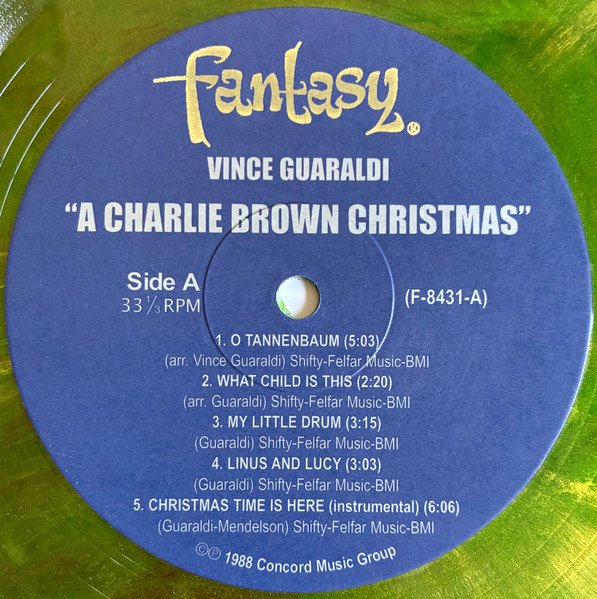 fantasy®
VINCE GUARALDI
“A CHARLIE BROWN CHRISTMAS”
Side A
33 ⅓ RPM
(F-8431-A)
1. O TANNENBAUM (5:03)
(arr. Vince Guaraldi) Shifty-Felfar Music-BMI
2. WHAT CHILD IS THIS (2:20)
(arr. Guaraldi) Shifty-Felfar Music-BMI
3. MY LITTLE DRUM (3:15)
(Guaraldi) Shifty-Felfar Music-BMI
4. LINUS AND LUCY (3:03)
(Guaraldi) Shifty-Felfar Music-BMI
5. CHRISTMAS TIME IS HERE (instrumental) (6:06)
(Guaraldi-Mendelson) Shifty-Felfar Music-BMI
©℗ 1988 Concord Music Group